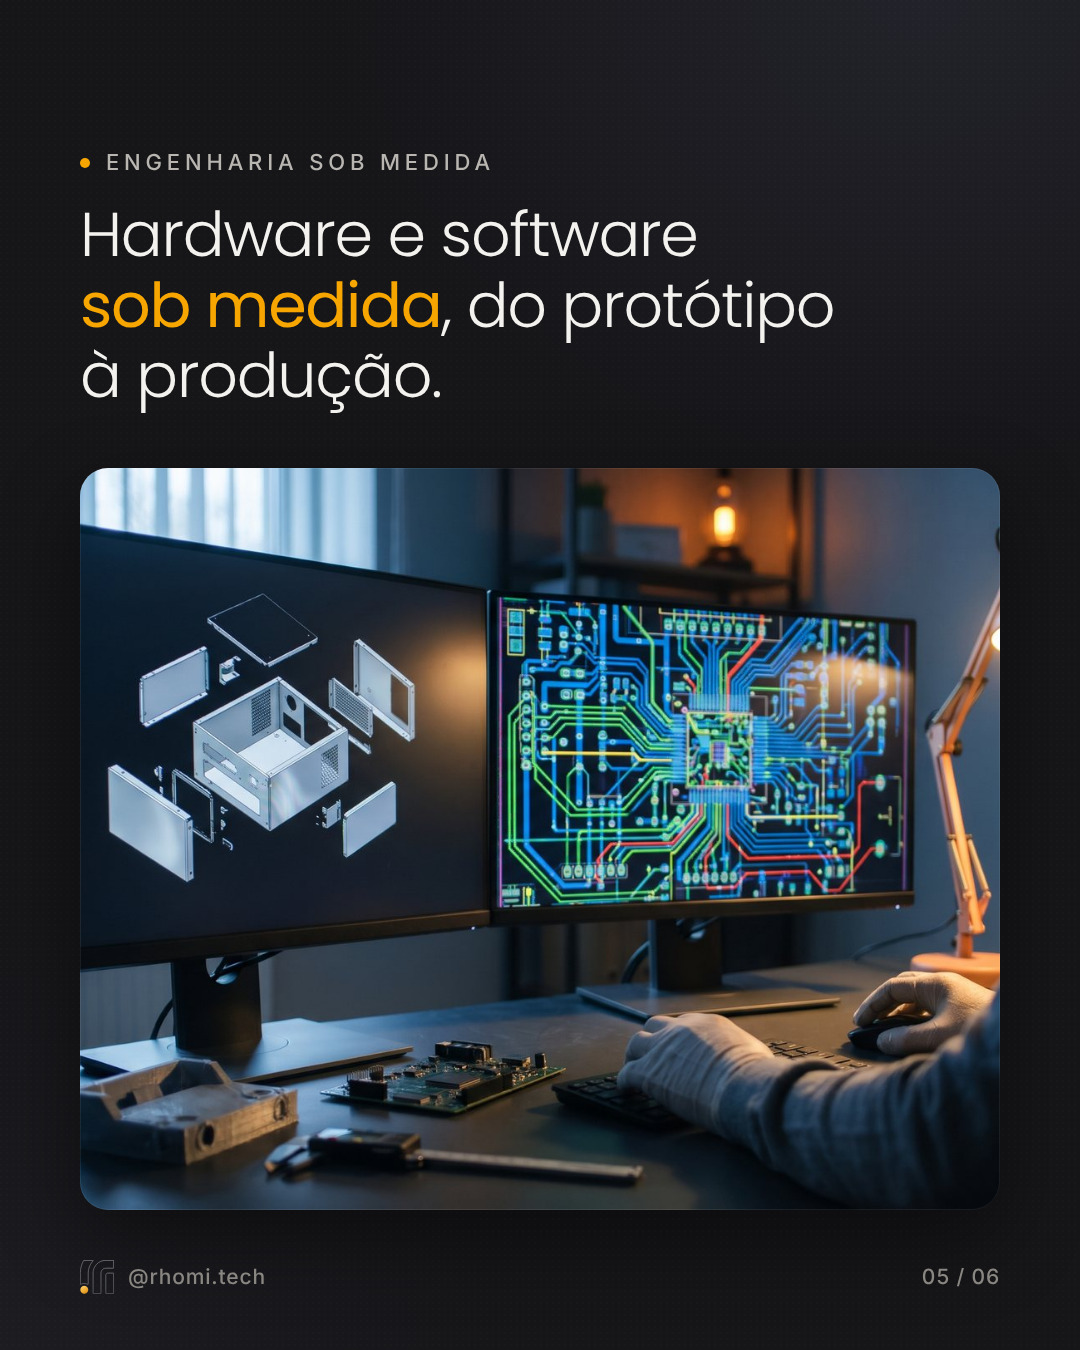 ENGENHARIA SOB MEDIDA
Hardware e software
sob medida, do protótipo
à produção.
@rhomi.tech
05 / 06